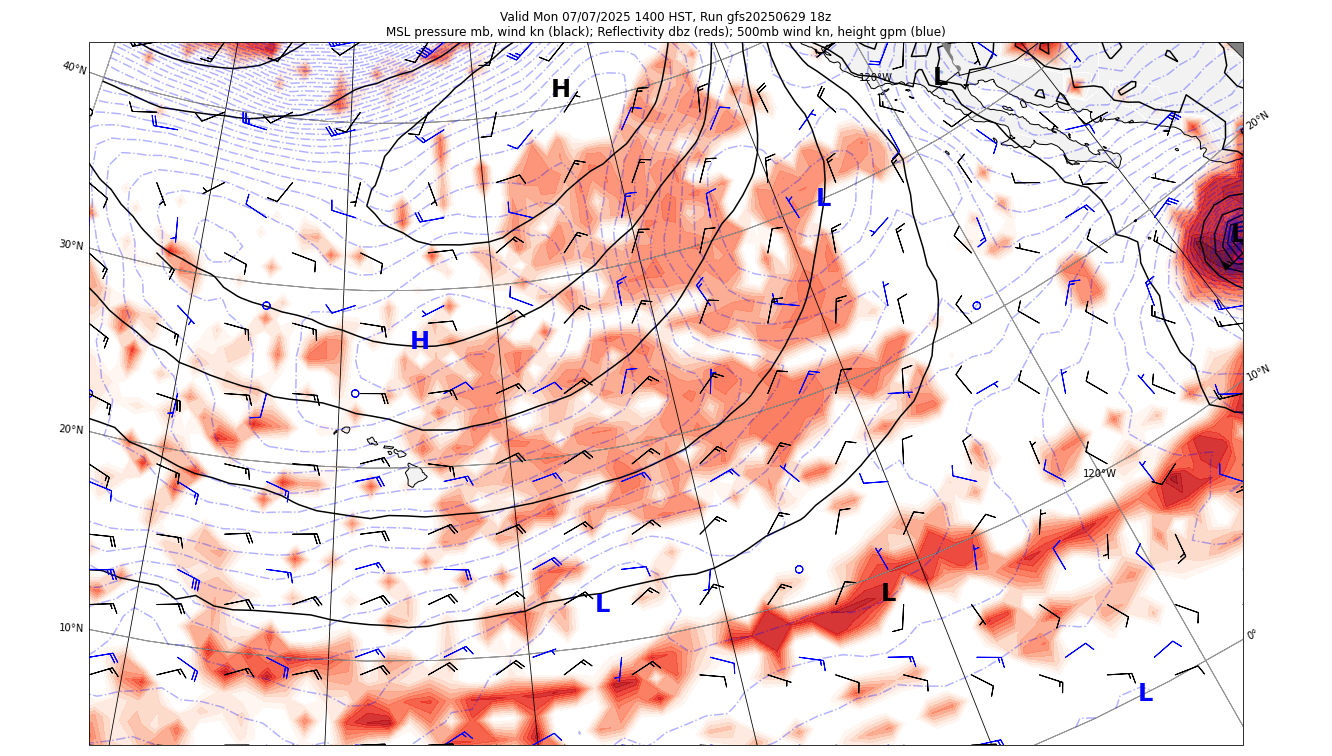 Valid Mon 07/07/2025 1400 HST, Run gfs20250629 18z
MSL pressure mb, wind kn (black); Reflectivity dbz (reds); 500mb wind kn, height gpm (blue)
40°N
H
120°W
L
20°N
L
L
30°N
H
10°N
20°N
120°W
L
L
10°N
0°
L